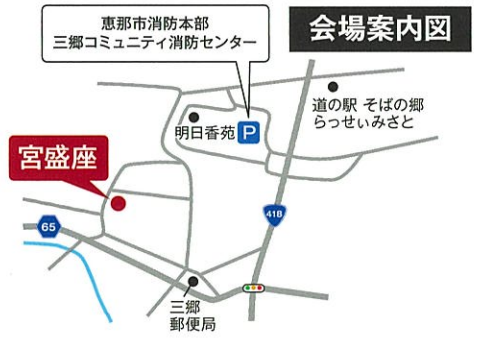 会場案内図
恵那市消防本部
三郷コミュニティ消防センター
道の駅 そばの郷
らっせぃみさと
明日香苑
P
宮盛座
65
418
三郷
郵便局